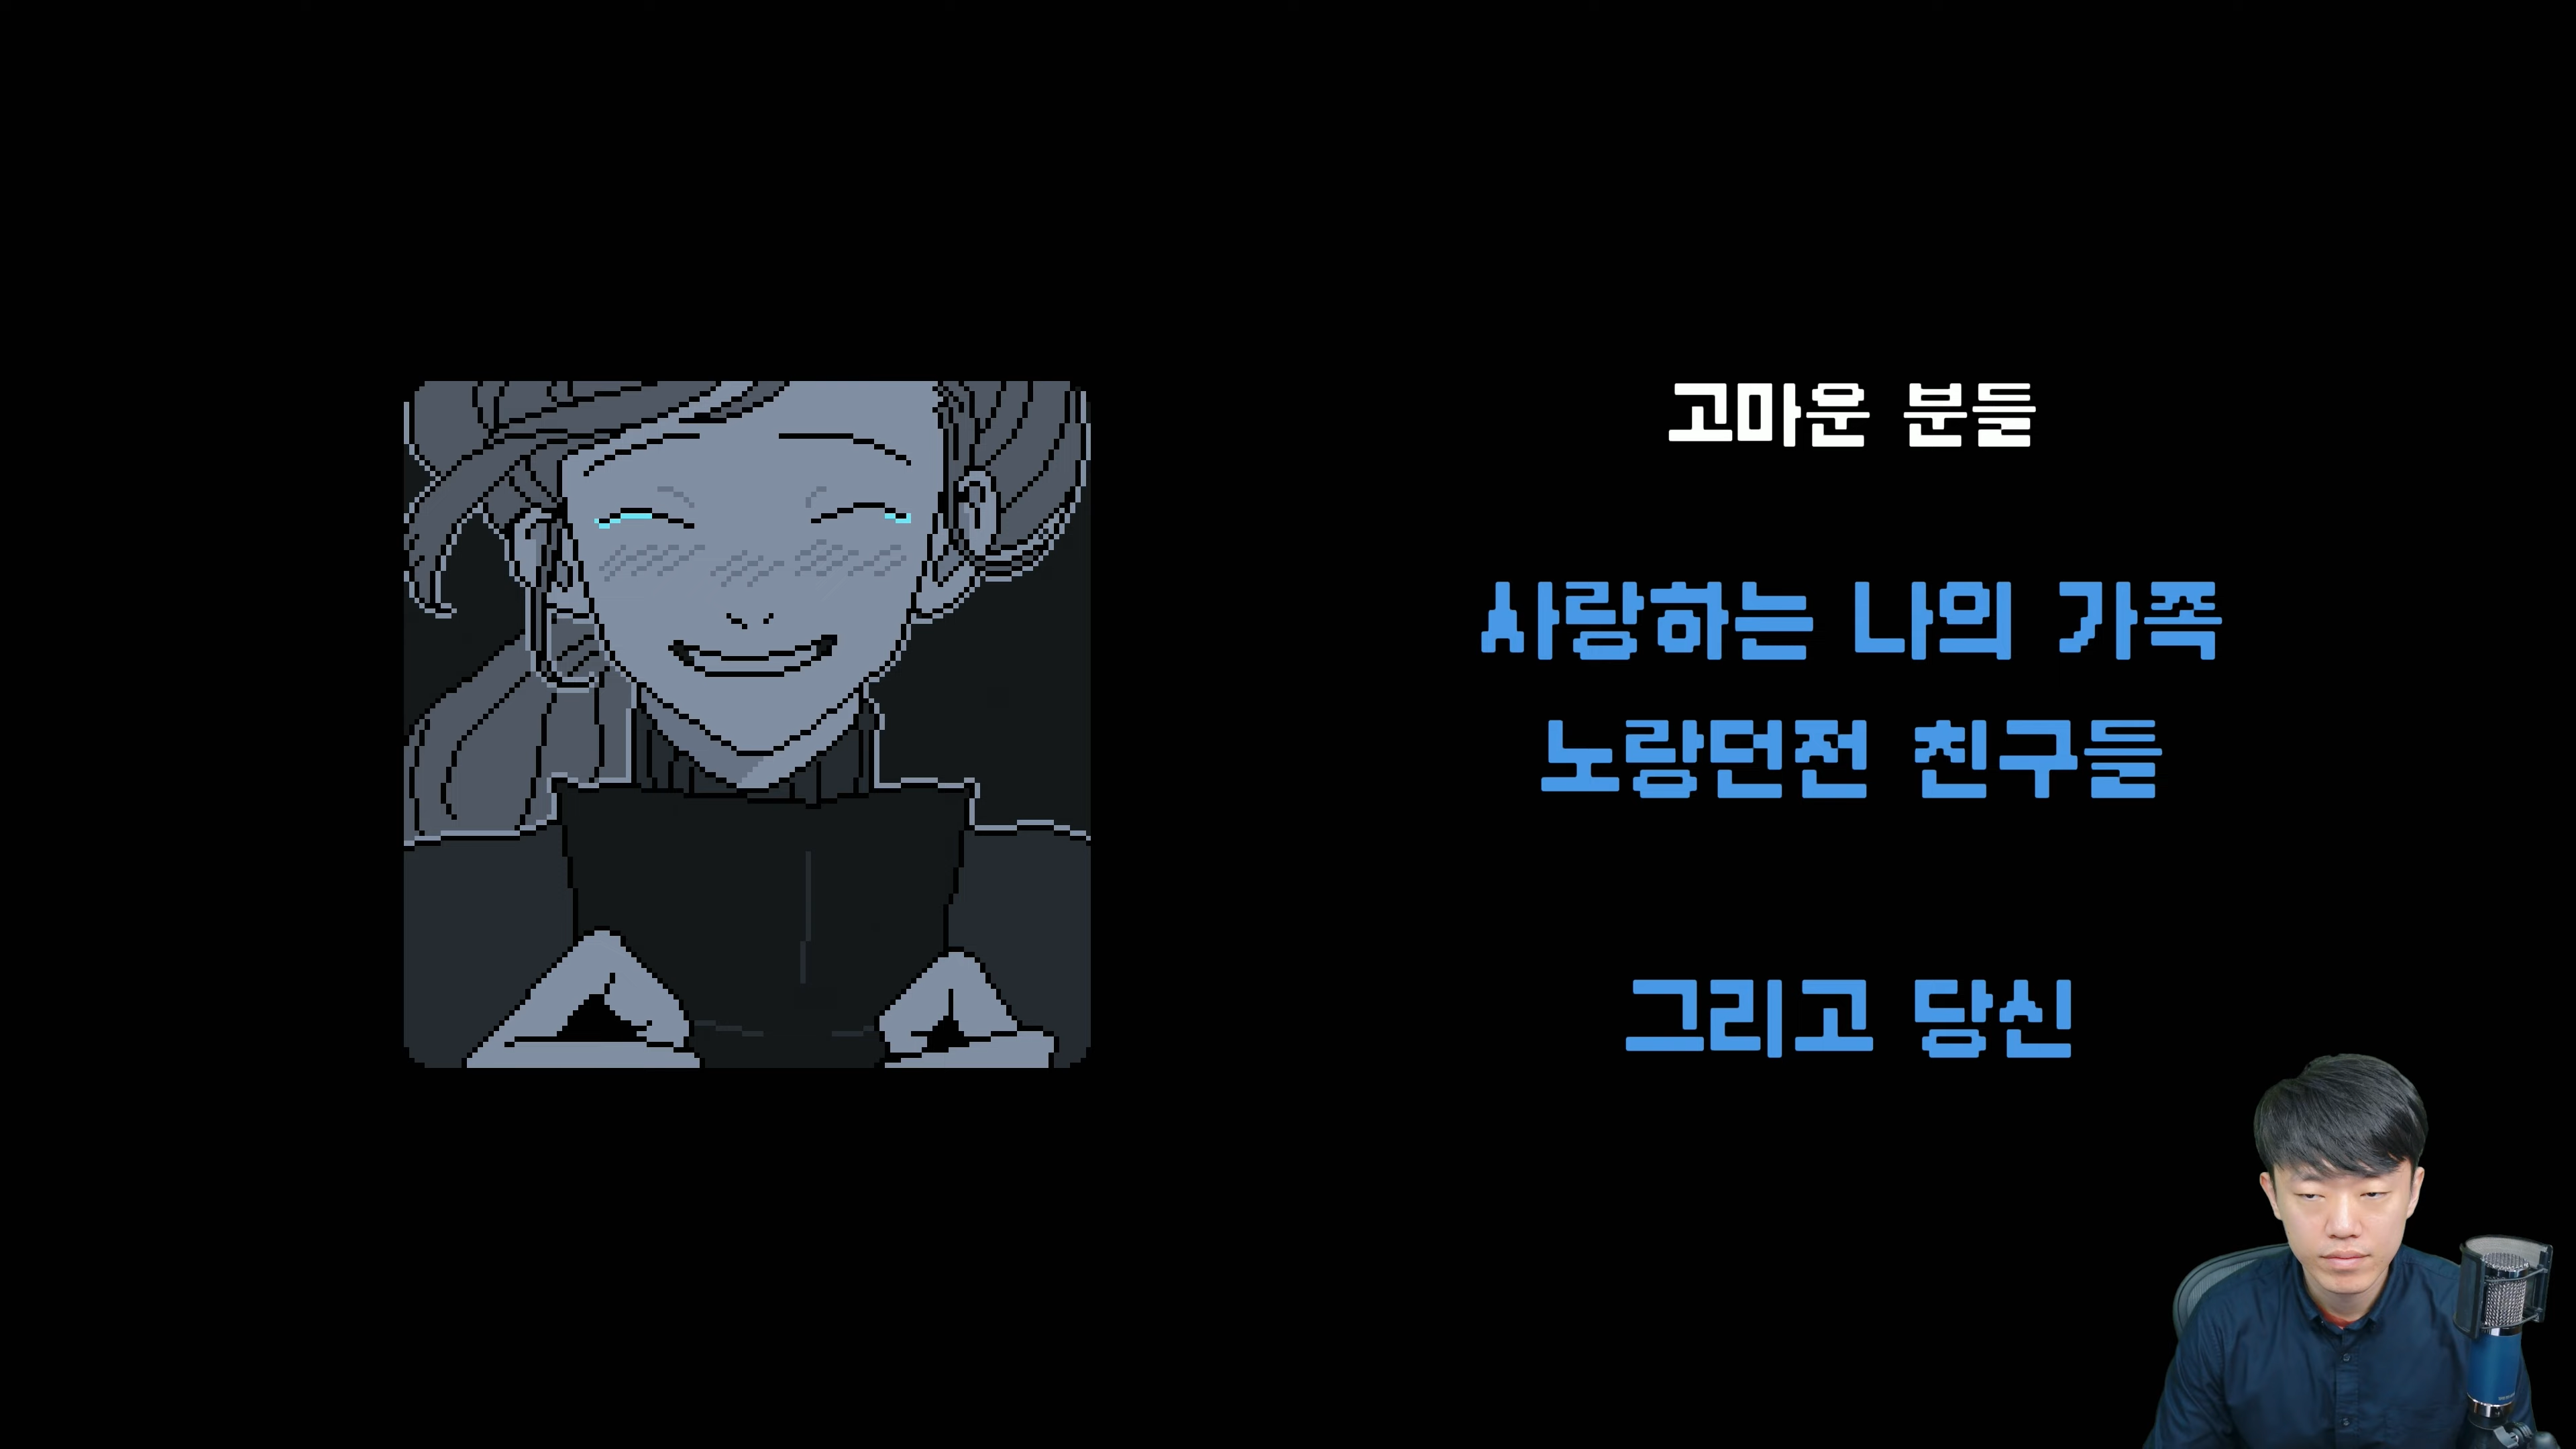 고마운 분들
사랑하는 나의 가족
노랑던전 친구들
그리고 당신